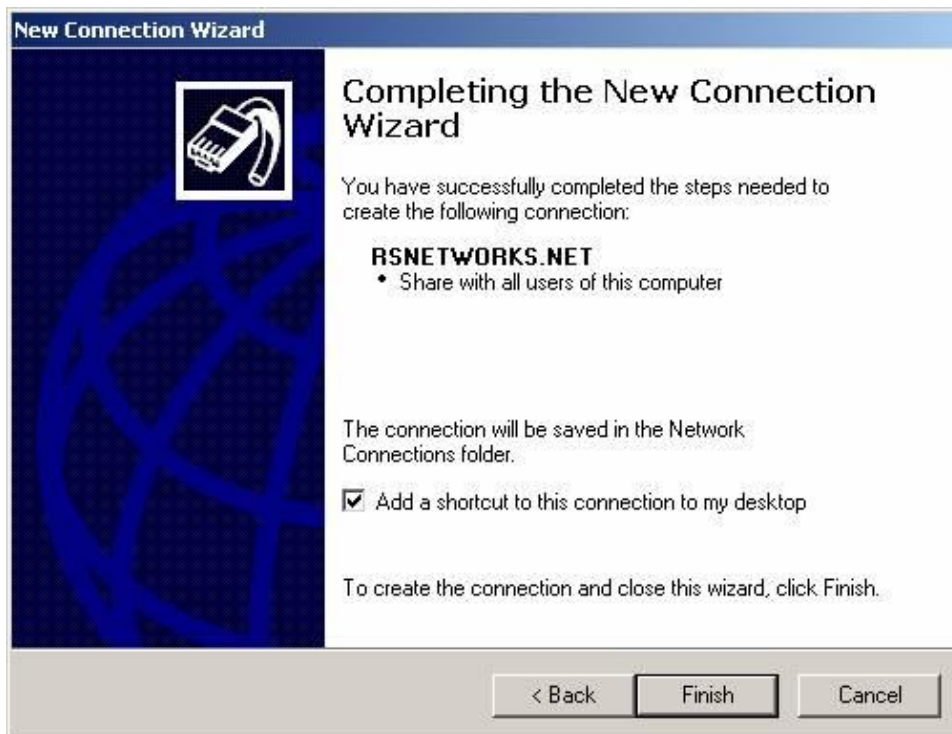 New Connection Wizard
Completing the New Connection
Wizard
You have successfully completed the steps needed to
create the following connection:
RSNETWORKS.NET
• Share with all users of this computer
The connection will be saved in the Network
Connections folder.
Add a shortcut to this connection to my desktop
To create the connection and close this wizard, click Finish.
< Back
Finish
Cancel